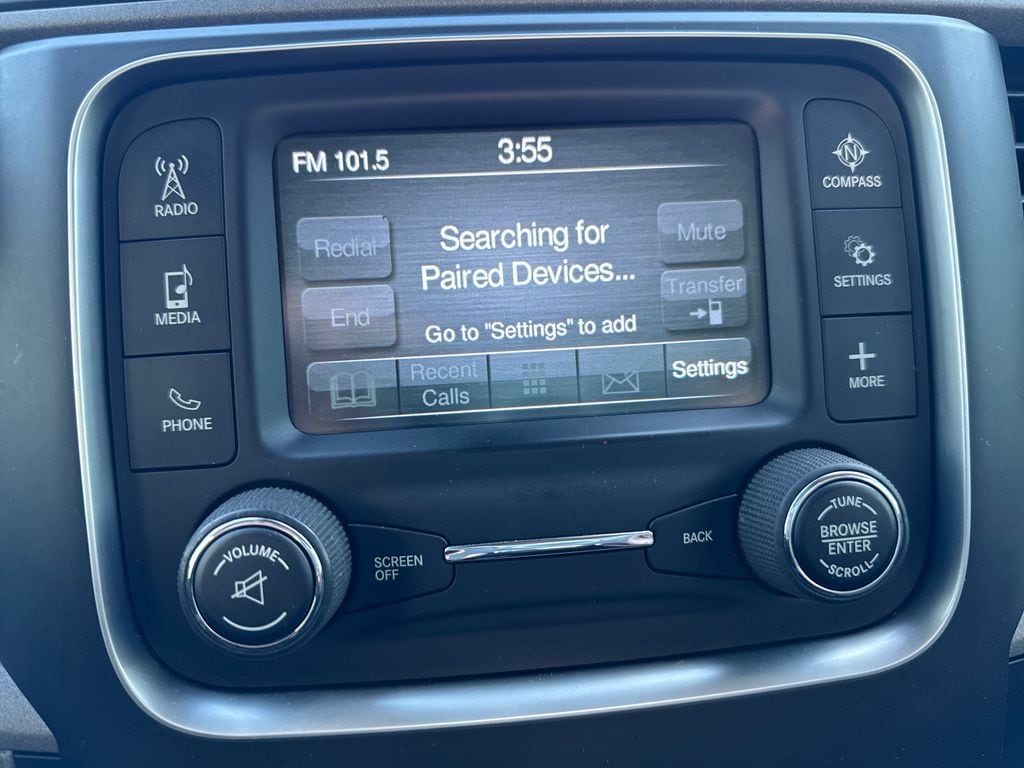 FM 101.5
3:55
RADIO
MEDIA
PHONE
Redial
End
Searching for
Paired Devices...
Go to "Settings" to add
Mute
Transfer
Recent
Calls
Settings
N
COMPASS
SETTINGS
MORE
VOLUME
SCREEN
OFF
BACK
TUNE
BROWSE
ENTER
SCROLL